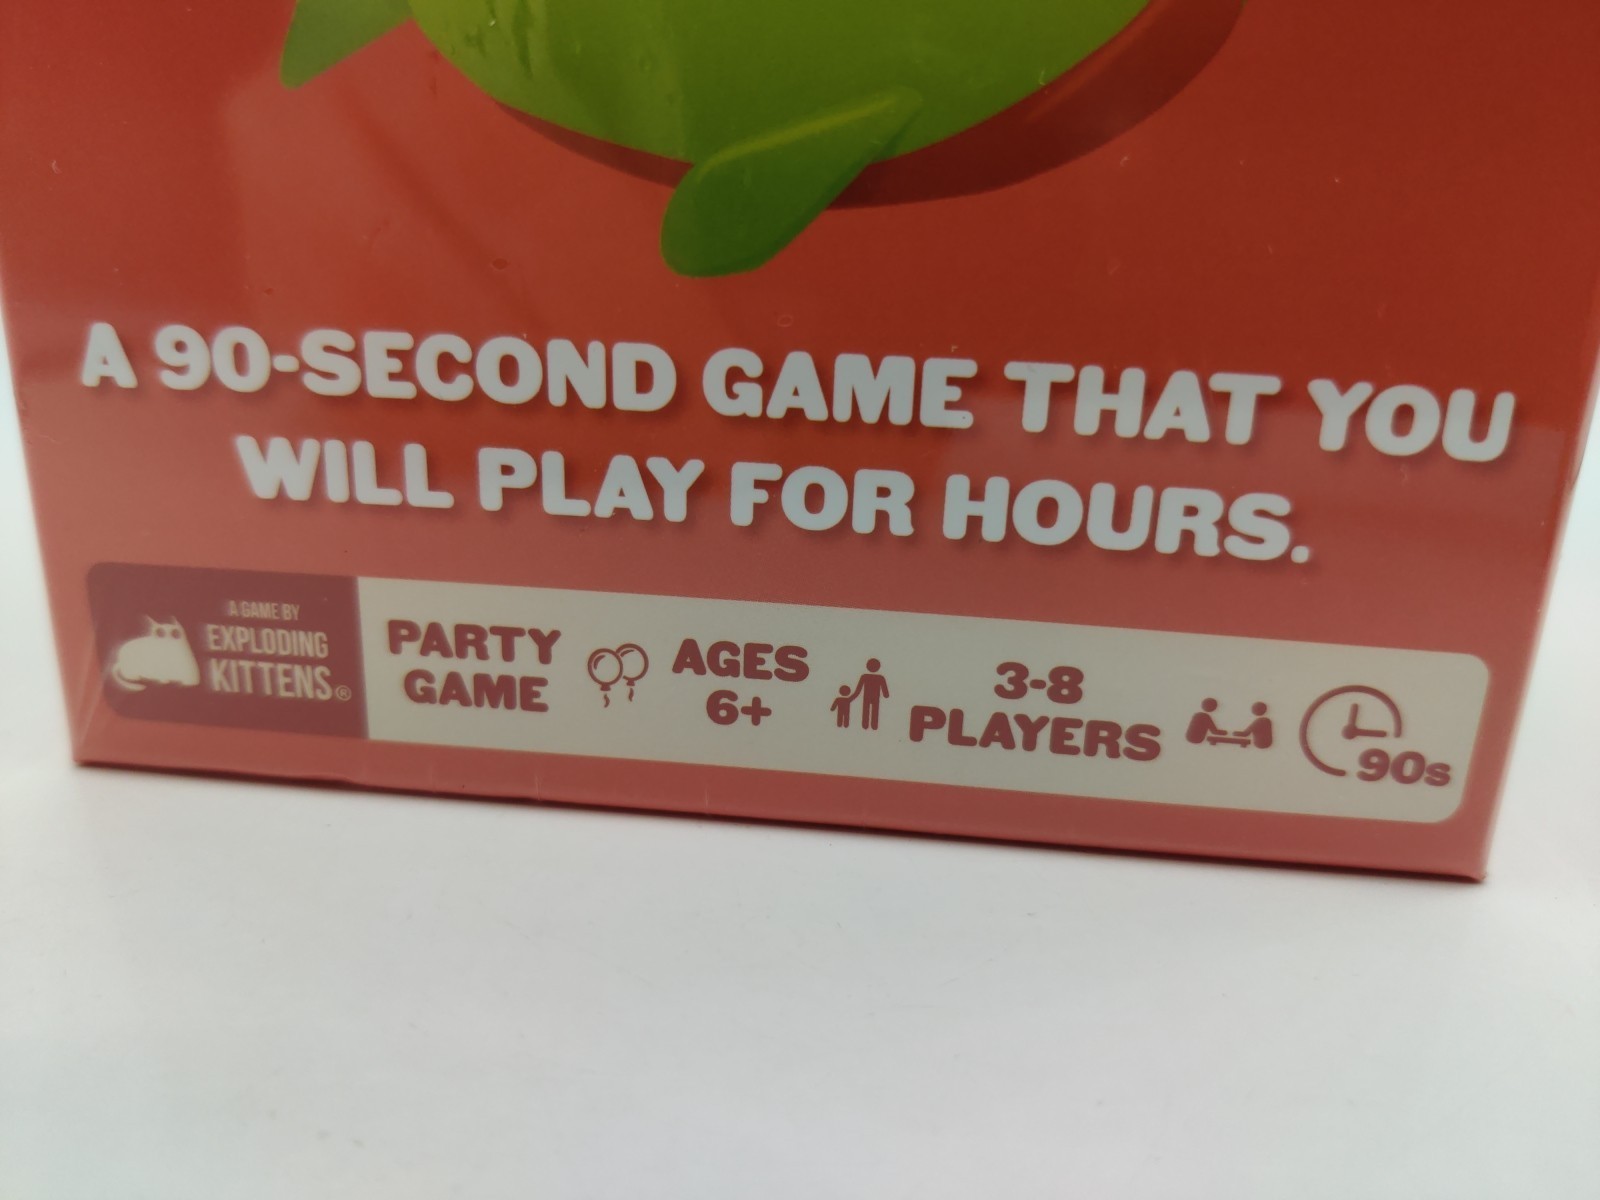 A 90-SECOND GAME THAT YOU
WILL PLAY FOR HOURS.
A GAME BY
EXPLODING
KITTENS®
PARTY
GAME
AGES
6+
3-8
PLAYERS
90s